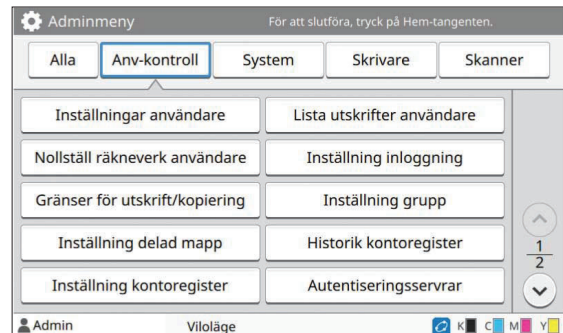 Adminmeny
För att slutföra, tryck på Hem-tangenten.
Alla Anv-kontroll System Skrivare Skanner
Inställningar användare Lista utskrifter användare
Nollställ räkneverk användare Inställning inloggning
Gränser för utskrift/kopiering Inställning grupp
Inställning delad mapp Historik kontoregister
Inställning kontoregister Autentiseringsservrar
1
2
Admin Viloläge K C M Y